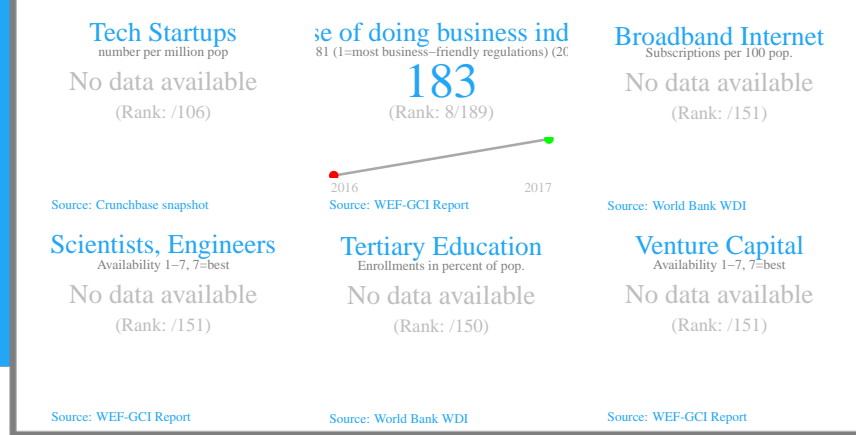 Tech Startups
number per million pop
No data available
(Rank: /106)
Source: Crunchbase snapshot
se of doing business ind
81 (1=most business−friendly regulations) (20
183
(Rank: 8/189)
2016 2017
Source: WEF-GCI Report
Broadband Internet
Subscriptions per 100 pop.
No data available
(Rank: /151)
Source: World Bank WDI
Scientists, Engineers
Availability 1−7, 7=best
No data available
(Rank: /151)
Source: WEF-GCI Report
Tertiary Education
Enrollments in percent of pop.
No data available
(Rank: /150)
Source: World Bank WDI
Venture Capital
Availability 1−7, 7=best
No data available
(Rank: /151)
Source: WEF-GCI Report